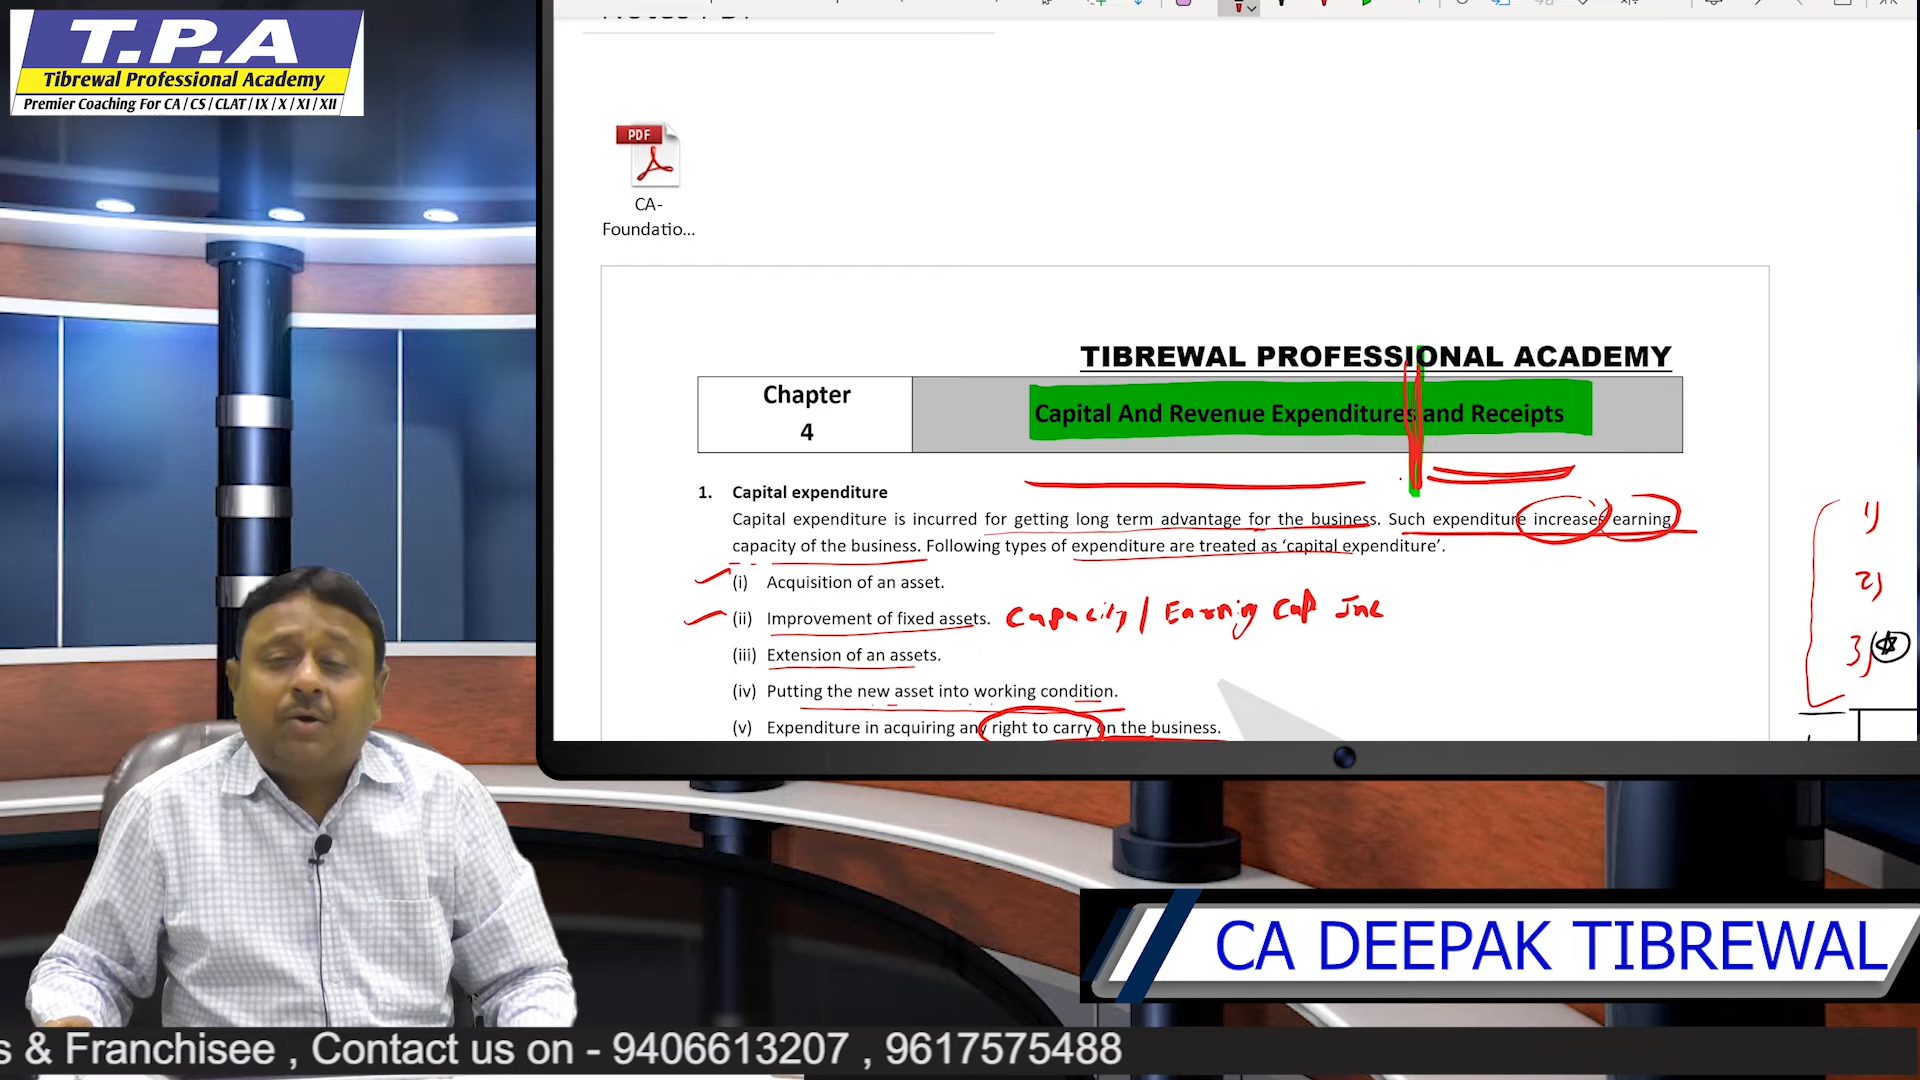 T.P.A
Tibrewal Professional Academy
Premier Coaching For CA / CS / CLAT / IX / X / XI / XII
PDF
CA-
Foundatio...
TIBREWAL PROFESSIONAL ACADEMY
Chapter
4
Capital And Revenue Expenditures and Receipts
1. Capital expenditure
Capital expenditure is incurred for getting long term advantage for the business. Such expenditure increases earning
capacity of the business. Following types of expenditure are treated as ‘capital expenditure’.
(i) Acquisition of an asset.
(ii) Improvement of fixed assets. Capacity / Earning Cap Inc
(iii) Extension of an assets.
(iv) Putting the new asset into working condition.
(v) Expenditure in acquiring any right to carry on the business.
1)
2)
3)
CA DEEPAK TIBREWAL
s & Franchisee , Contact us on - 9406613207 , 9617575488